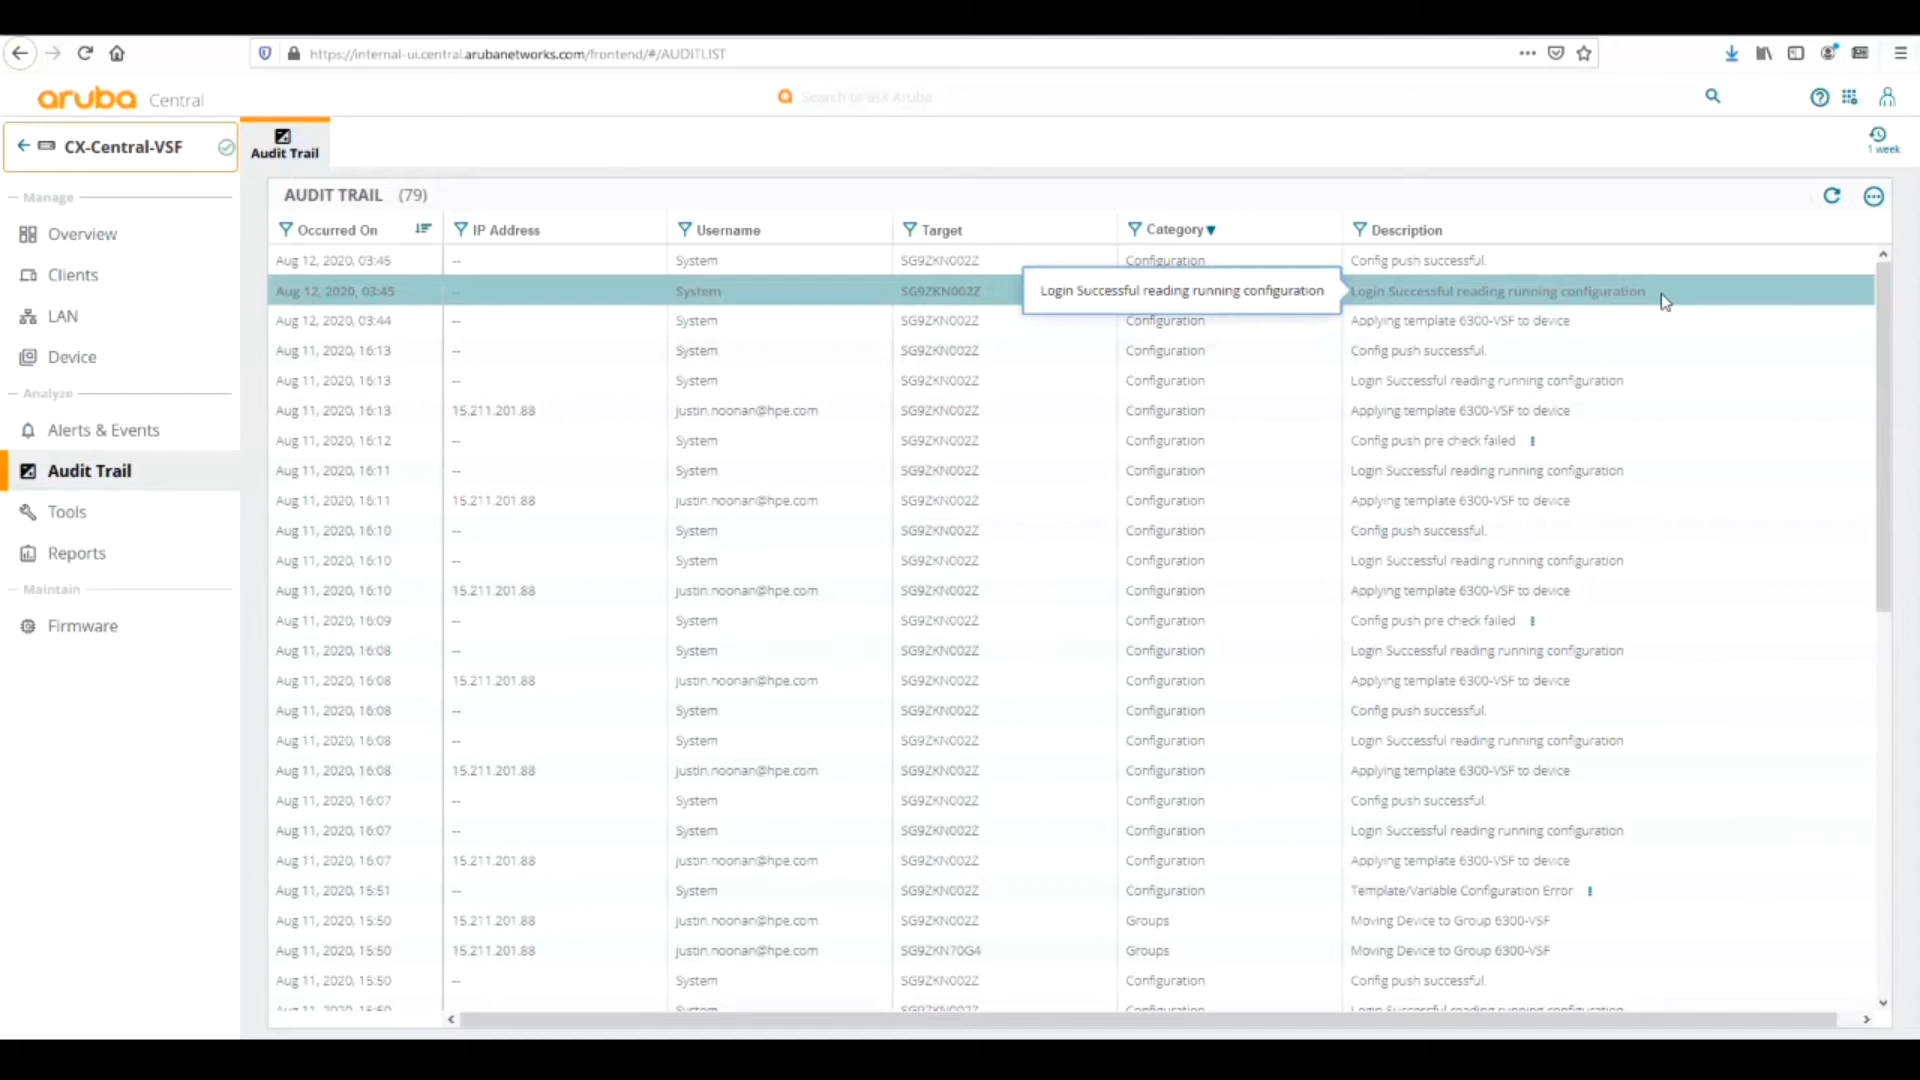 https://internal-ui.central.arubanetworks.com/frontend/#/AUDITLIST
aruba Central
Search or ask Aruba
CX-Central-VSF
Audit Trail
1 week
Manage
Overview
Clients
LAN
Device
Analyze
Alerts & Events
Audit Trail
Tools
Reports
Maintain
Firmware
AUDIT TRAIL (79)
Occurred On IP Address Username Target Category Description
Aug 12, 2020, 03:45 -- System SG9ZKN002Z Configuration Config push successful.
Aug 12, 2020, 03:45 -- System SG9ZKN002Z Login Successful reading running configuration Login Successful reading running configuration
Aug 12, 2020, 03:44 -- System SG9ZKN002Z Configuration Applying template 6300-VSF to device
Aug 11, 2020, 16:13 -- System SG9ZKN002Z Configuration Config push successful.
Aug 11, 2020, 16:13 -- System SG9ZKN002Z Configuration Login Successful reading running configuration
Aug 11, 2020, 16:13 15.211.201.88 justin.noonan@hpe.com SG9ZKN002Z Configuration Applying template 6300-VSF to device
Aug 11, 2020, 16:12 -- System SG9ZKN002Z Configuration Config push pre check failed
Aug 11, 2020, 16:11 -- System SG9ZKN002Z Configuration Login Successful reading running configuration
Aug 11, 2020, 16:11 15.211.201.88 justin.noonan@hpe.com SG9ZKN002Z Configuration Applying template 6300-VSF to device
Aug 11, 2020, 16:10 -- System SG9ZKN002Z Configuration Config push successful.
Aug 11, 2020, 16:10 -- System SG9ZKN002Z Configuration Login Successful reading running configuration
Aug 11, 2020, 16:10 15.211.201.88 justin.noonan@hpe.com SG9ZKN002Z Configuration Applying template 6300-VSF to device
Aug 11, 2020, 16:09 -- System SG9ZKN002Z Configuration Config push pre check failed
Aug 11, 2020, 16:08 -- System SG9ZKN002Z Configuration Login Successful reading running configuration
Aug 11, 2020, 16:08 15.211.201.88 justin.noonan@hpe.com SG9ZKN002Z Configuration Applying template 6300-VSF to device
Aug 11, 2020, 16:08 -- System SG9ZKN002Z Configuration Config push successful.
Aug 11, 2020, 16:08 -- System SG9ZKN002Z Configuration Login Successful reading running configuration
Aug 11, 2020, 16:08 15.211.201.88 justin.noonan@hpe.com SG9ZKN002Z Configuration Applying template 6300-VSF to device
Aug 11, 2020, 16:07 -- System SG9ZKN002Z Configuration Config push successful.
Aug 11, 2020, 16:07 -- System SG9ZKN002Z Configuration Login Successful reading running configuration
Aug 11, 2020, 16:07 15.211.201.88 justin.noonan@hpe.com SG9ZKN002Z Configuration Applying template 6300-VSF to device
Aug 11, 2020, 15:51 -- System SG9ZKN002Z Configuration Template/Variable Configuration Error
Aug 11, 2020, 15:50 15.211.201.88 justin.noonan@hpe.com SG9ZKN002Z Groups Moving Device to Group 6300-VSF
Aug 11, 2020, 15:50 15.211.201.88 justin.noonan@hpe.com SG9ZKN70G4 Groups Moving Device to Group 6300-VSF
Aug 11, 2020, 15:50 -- System SG9ZKN002Z Configuration Config push successful.
Aug 11, 2020, 15:50 System SG9ZKN002Z Configuration Login Successful reading running configuration